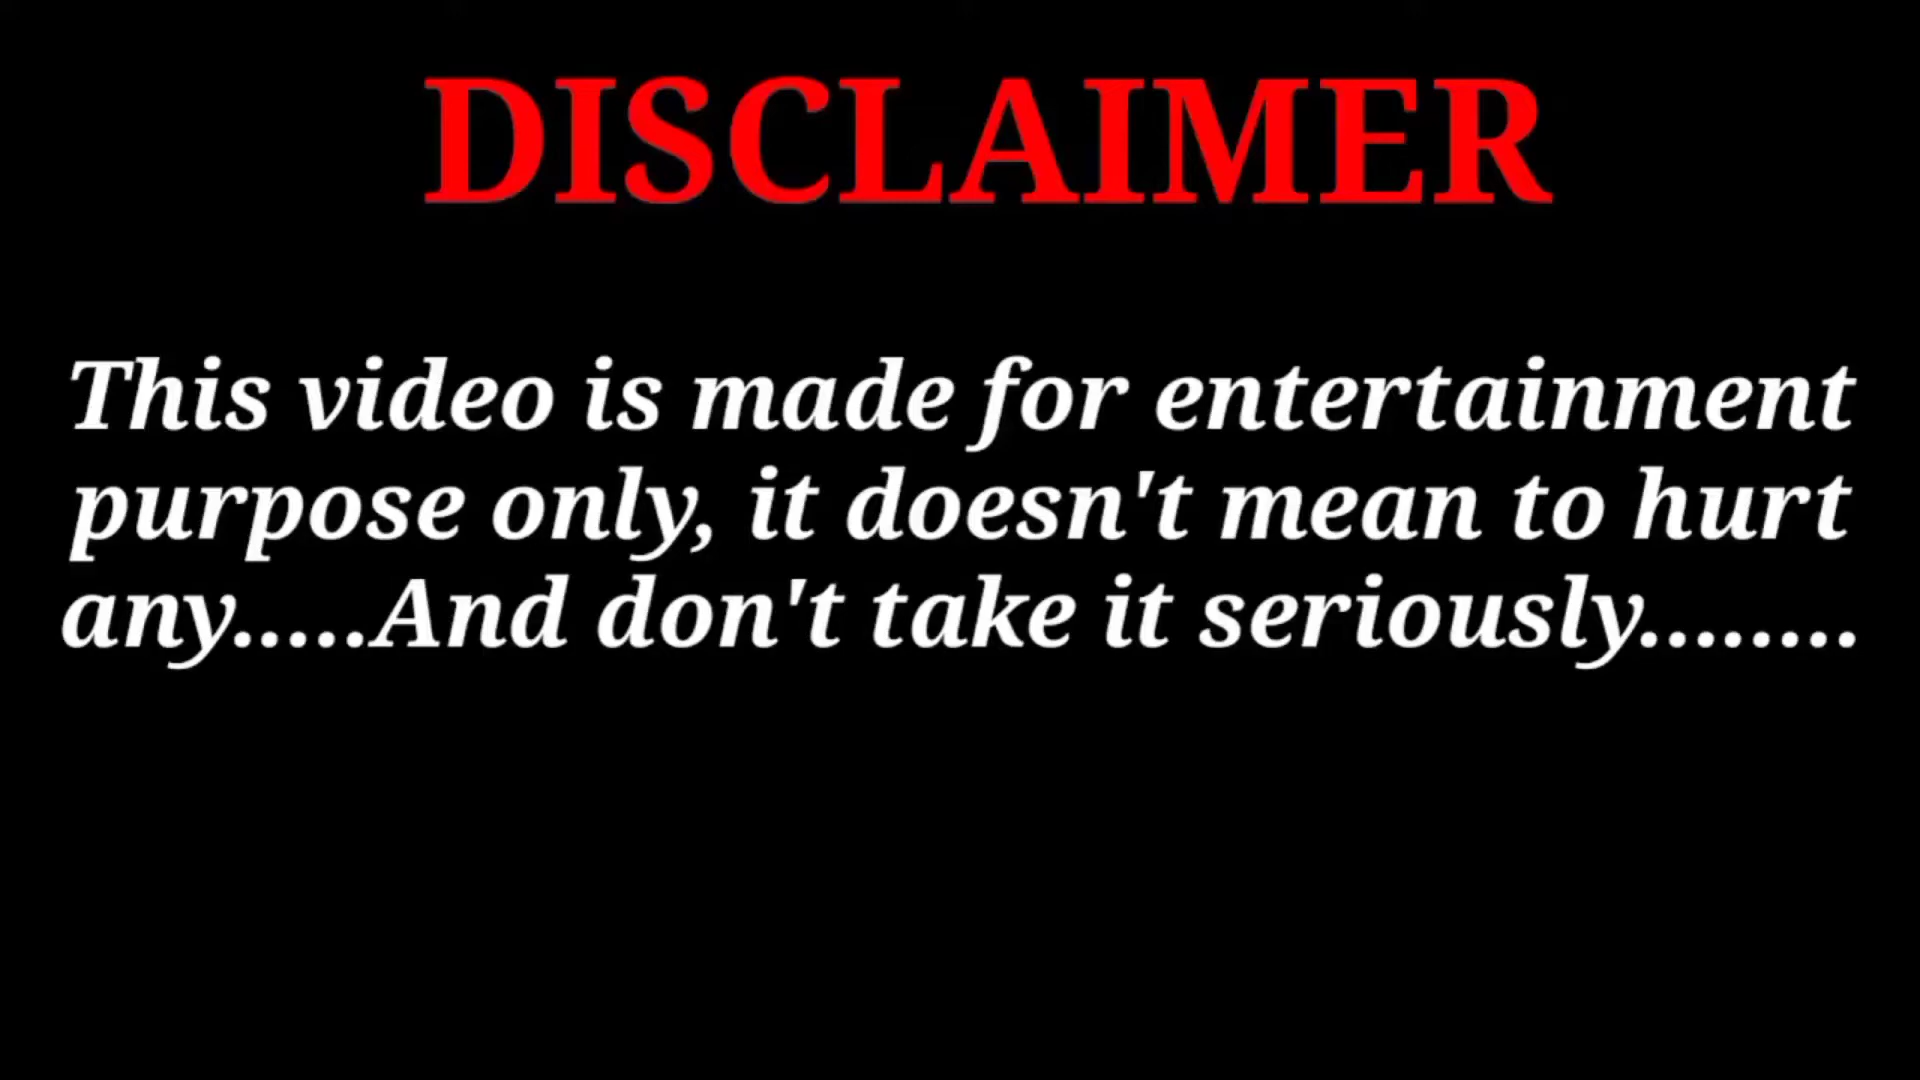 DISCLAIMER
This video is made for entertainment
purpose only, it doesn't mean to hurt
any.....And don't take it seriously........